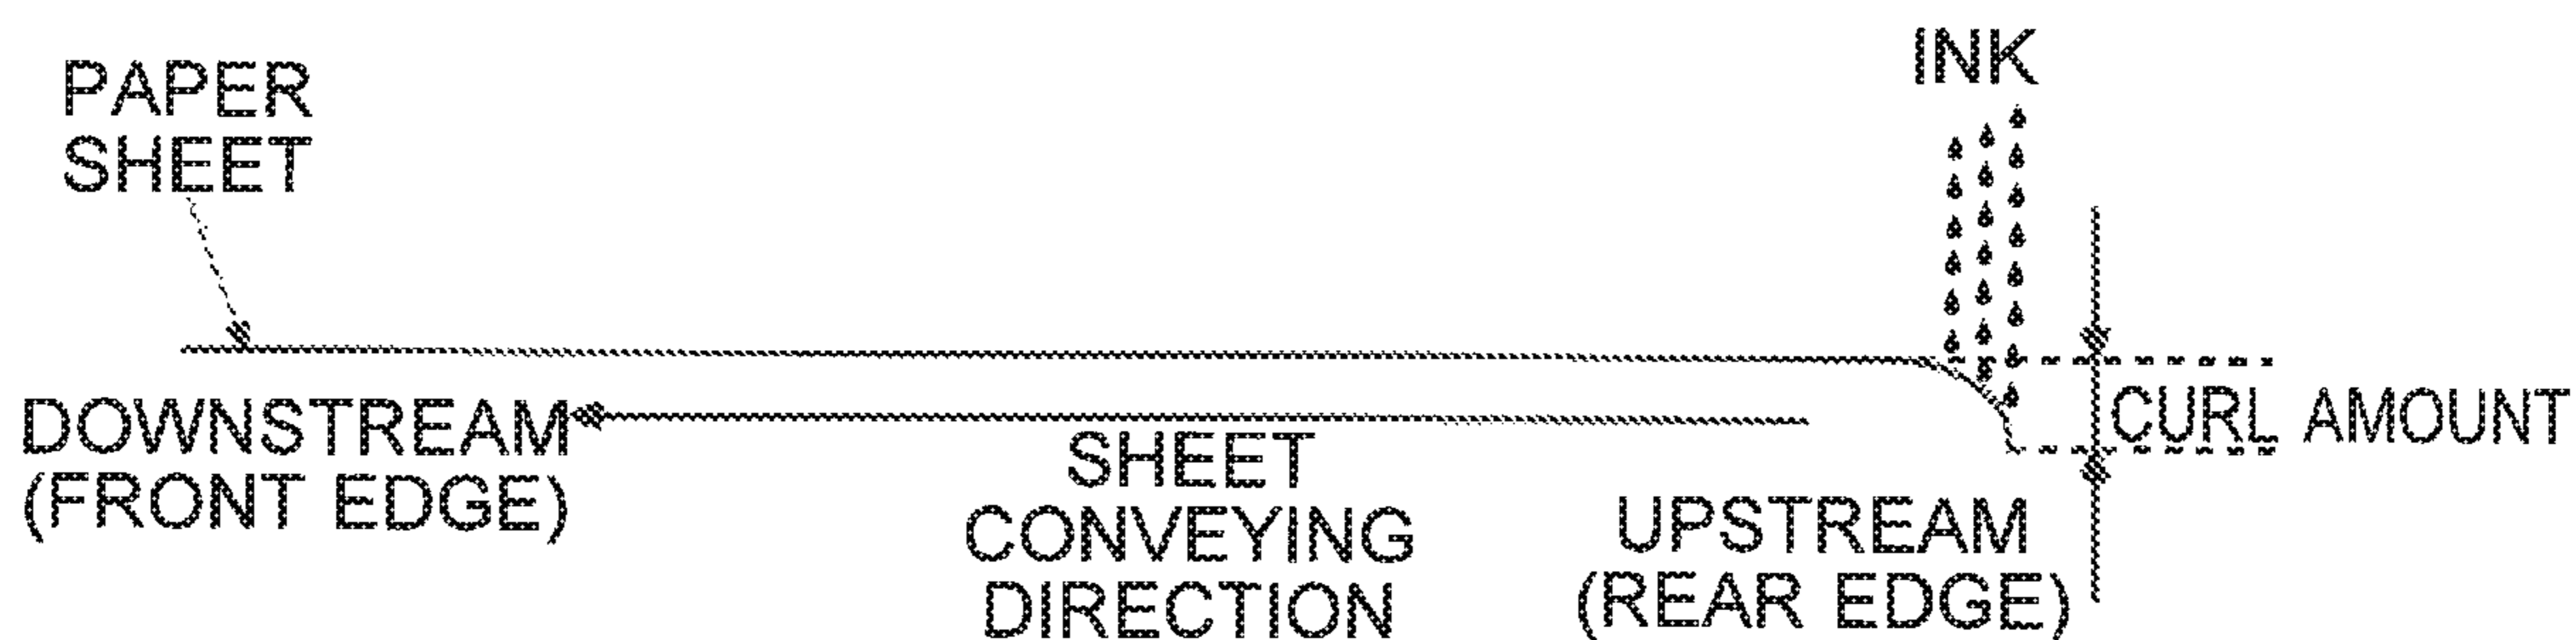 PAPER
SHEET
INK
DOWNSTREAM
(FRONT EDGE)
SHEET
CONVEYING
DIRECTION
UPSTREAM
(REAR EDGE)
CURL AMOUNT